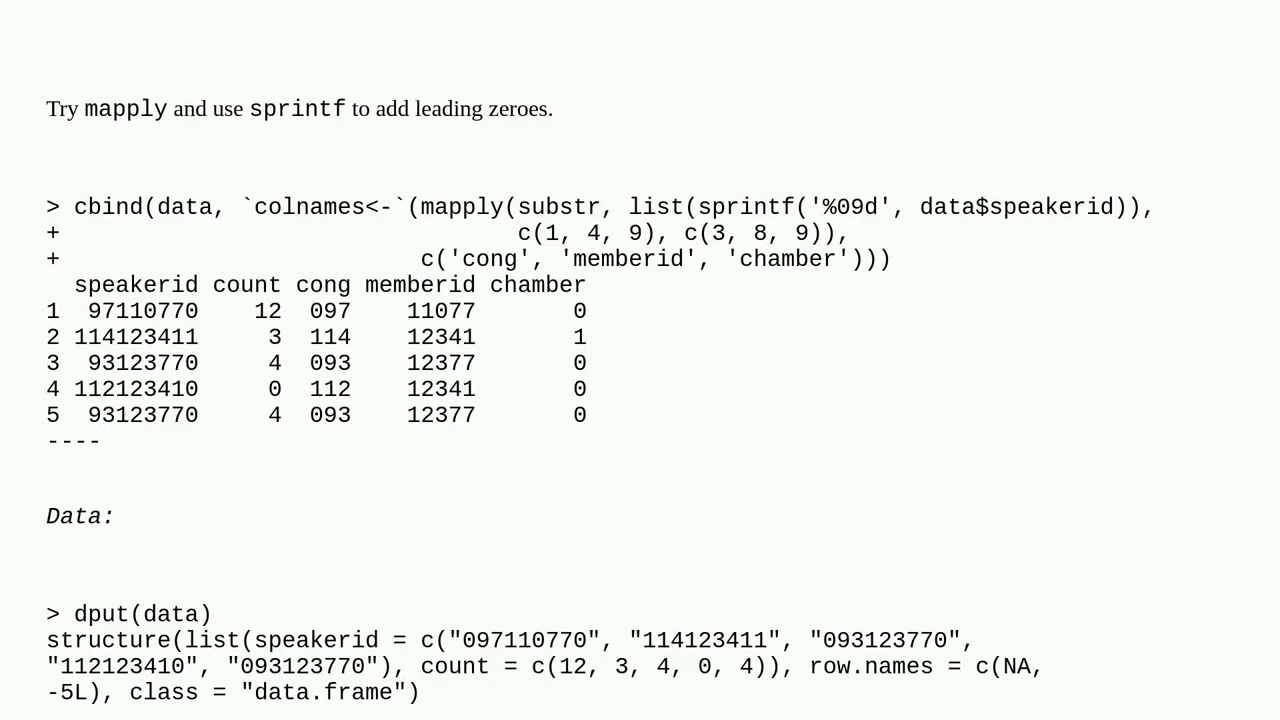 Try mapply and use sprintf to add leading zeroes.
> cbind(data, `colnames<-`(mapply(substr, list(sprintf('%09d', data$speakerid)),
+                                  c(1, 4, 9), c(3, 8, 9)),
+                          c('cong', 'memberid', 'chamber')))
  speakerid count cong memberid chamber
1  97110770    12  097    11077       0
2 114123411     3  114    12341       1
3  93123770     4  093    12377       0
4 112123410     0  112    12341       0
5  93123770     4  093    12377       0
----
Data:
> dput(data)
structure(list(speakerid = c("097110770", "114123411", "093123770",
"112123410", "093123770"), count = c(12, 3, 4, 0, 4)), row.names = c(NA,
-5L), class = "data.frame")